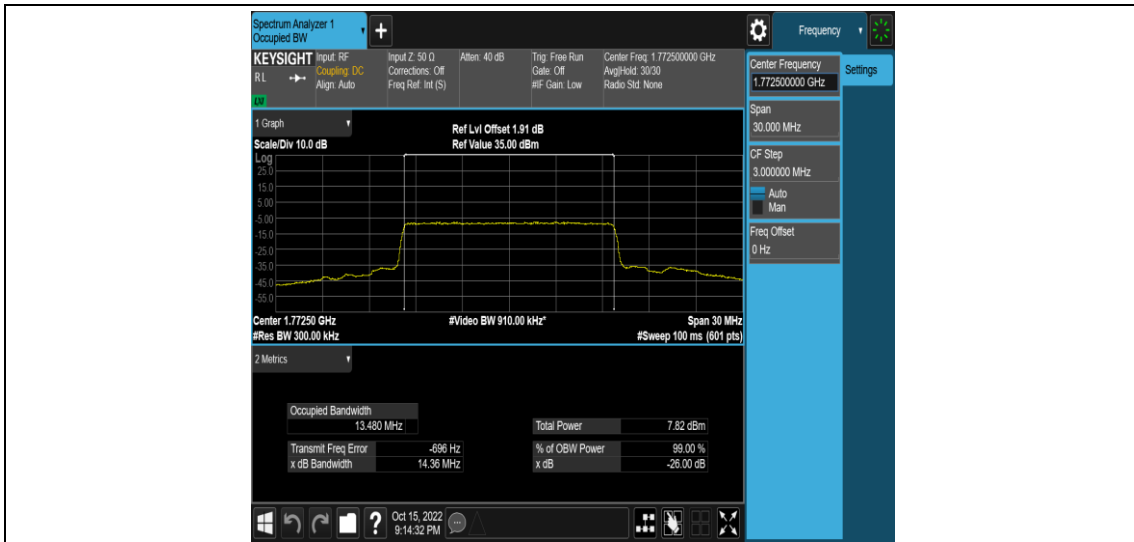 Spectrum Analyzer 1
Occupied BW
+
Frequency
KEYSIGHT
RL
LXI
Input: RF
Coupling: DC
Align: Auto
Input Z: 50 Ω
Corrections: Off
Freq Ref: Int (S)
Atten: 40 dB
Trig: Free Run
Gate: Off
#IF Gain: Low
Center Freq: 1.772500000 GHz
Avg|Hold: 30/30
Radio Std: None
Center Frequency
1.772500000 GHz
Settings
Span
30.000 MHz
CF Step
3.000000 MHz
Auto
Man
Freq Offset
0 Hz
1 Graph
Scale/Div 10.0 dB
Ref Lvl Offset 1.91 dB
Ref Value 35.00 dBm
Log
25.0
15.0
5.00
-5.00
-15.0
-25.0
-35.0
-45.0
-55.0
Center 1.77250 GHz
#Res BW 300.00 kHz
#Video BW 910.00 kHz*
Span 30 MHz
#Sweep 100 ms (601 pts)
2 Metrics
Occupied Bandwidth
13.480 MHz
Total Power 7.82 dBm
Transmit Freq Error -696 Hz
% of OBW Power 99.00 %
x dB Bandwidth 14.36 MHz
x dB -26.00 dB
?
Oct 15, 2022
9:14:32 PM